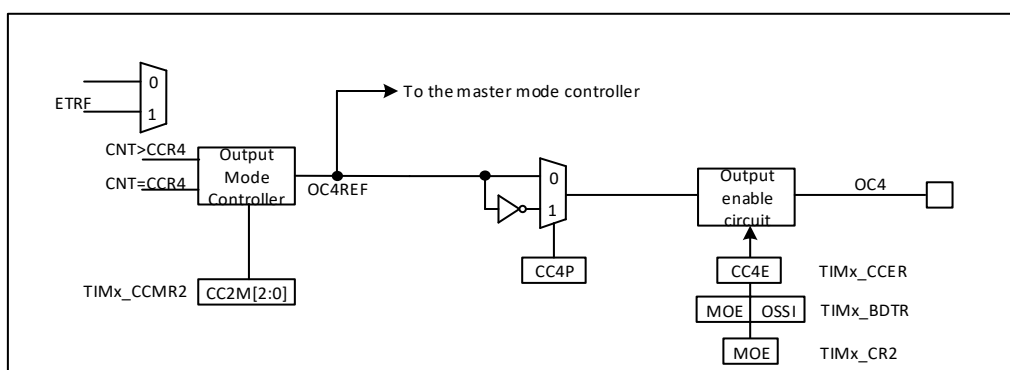 0
ETRF
1
To the master mode controller
CNT>CCR4
CNT=CCR4
Output
Mode
Controller
OC4REF
0
1
Output
enable
circuit
OC4
CC4P
CC4E
TIMx_CCER
TIMx_CCMR2
CC2M[2:0]
MOE
OSSI
TIMx_BDTR
MOE
TIMx_CR2